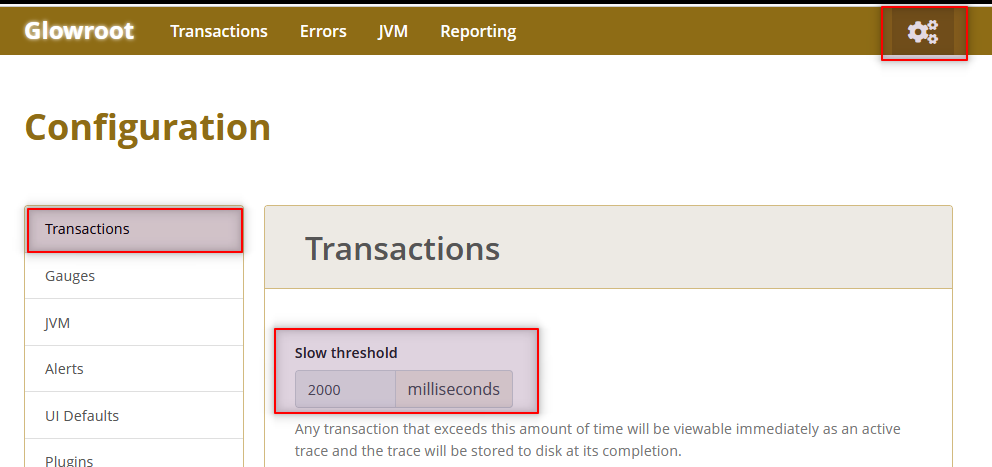 Glowroot Transactions Errors JVM Reporting
Configuration
Transactions
Gauges
JVM
Alerts
UI Defaults
Plugins
Transactions
Slow threshold
2000 milliseconds
Any transaction that exceeds this amount of time will be viewable immediately as an active
trace and the trace will be stored to disk at its completion.